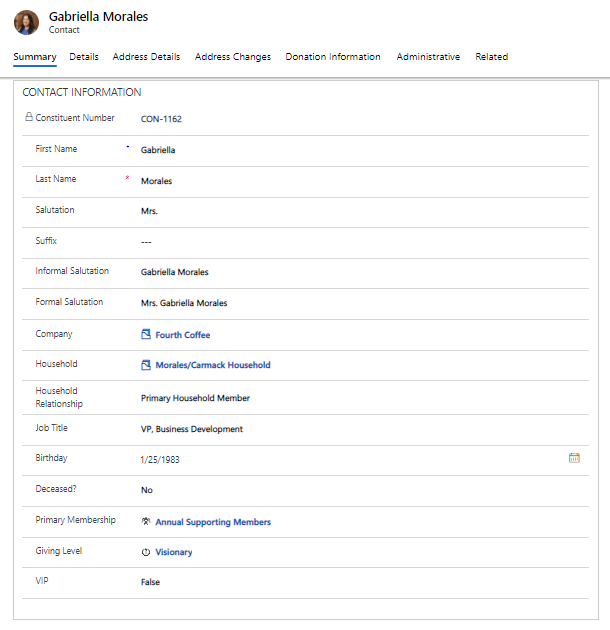 Gabriella Morales
Contact
Summary Details Address Details Address Changes Donation Information Administrative Related
CONTACT INFORMATION
Constituent Number CON-1162
First Name Gabriella
Last Name * Morales
Salutation Mrs.
Suffix ---
Informal Salutation Gabriella Morales
Formal Salutation Mrs. Gabriella Morales
Company Fourth Coffee
Household Morales/Carmack Household
Household
Relationship Primary Household Member
Job Title VP, Business Development
Birthday 1/25/1983
Deceased? No
Primary Membership Annual Supporting Members
Giving Level Visionary
VIP False